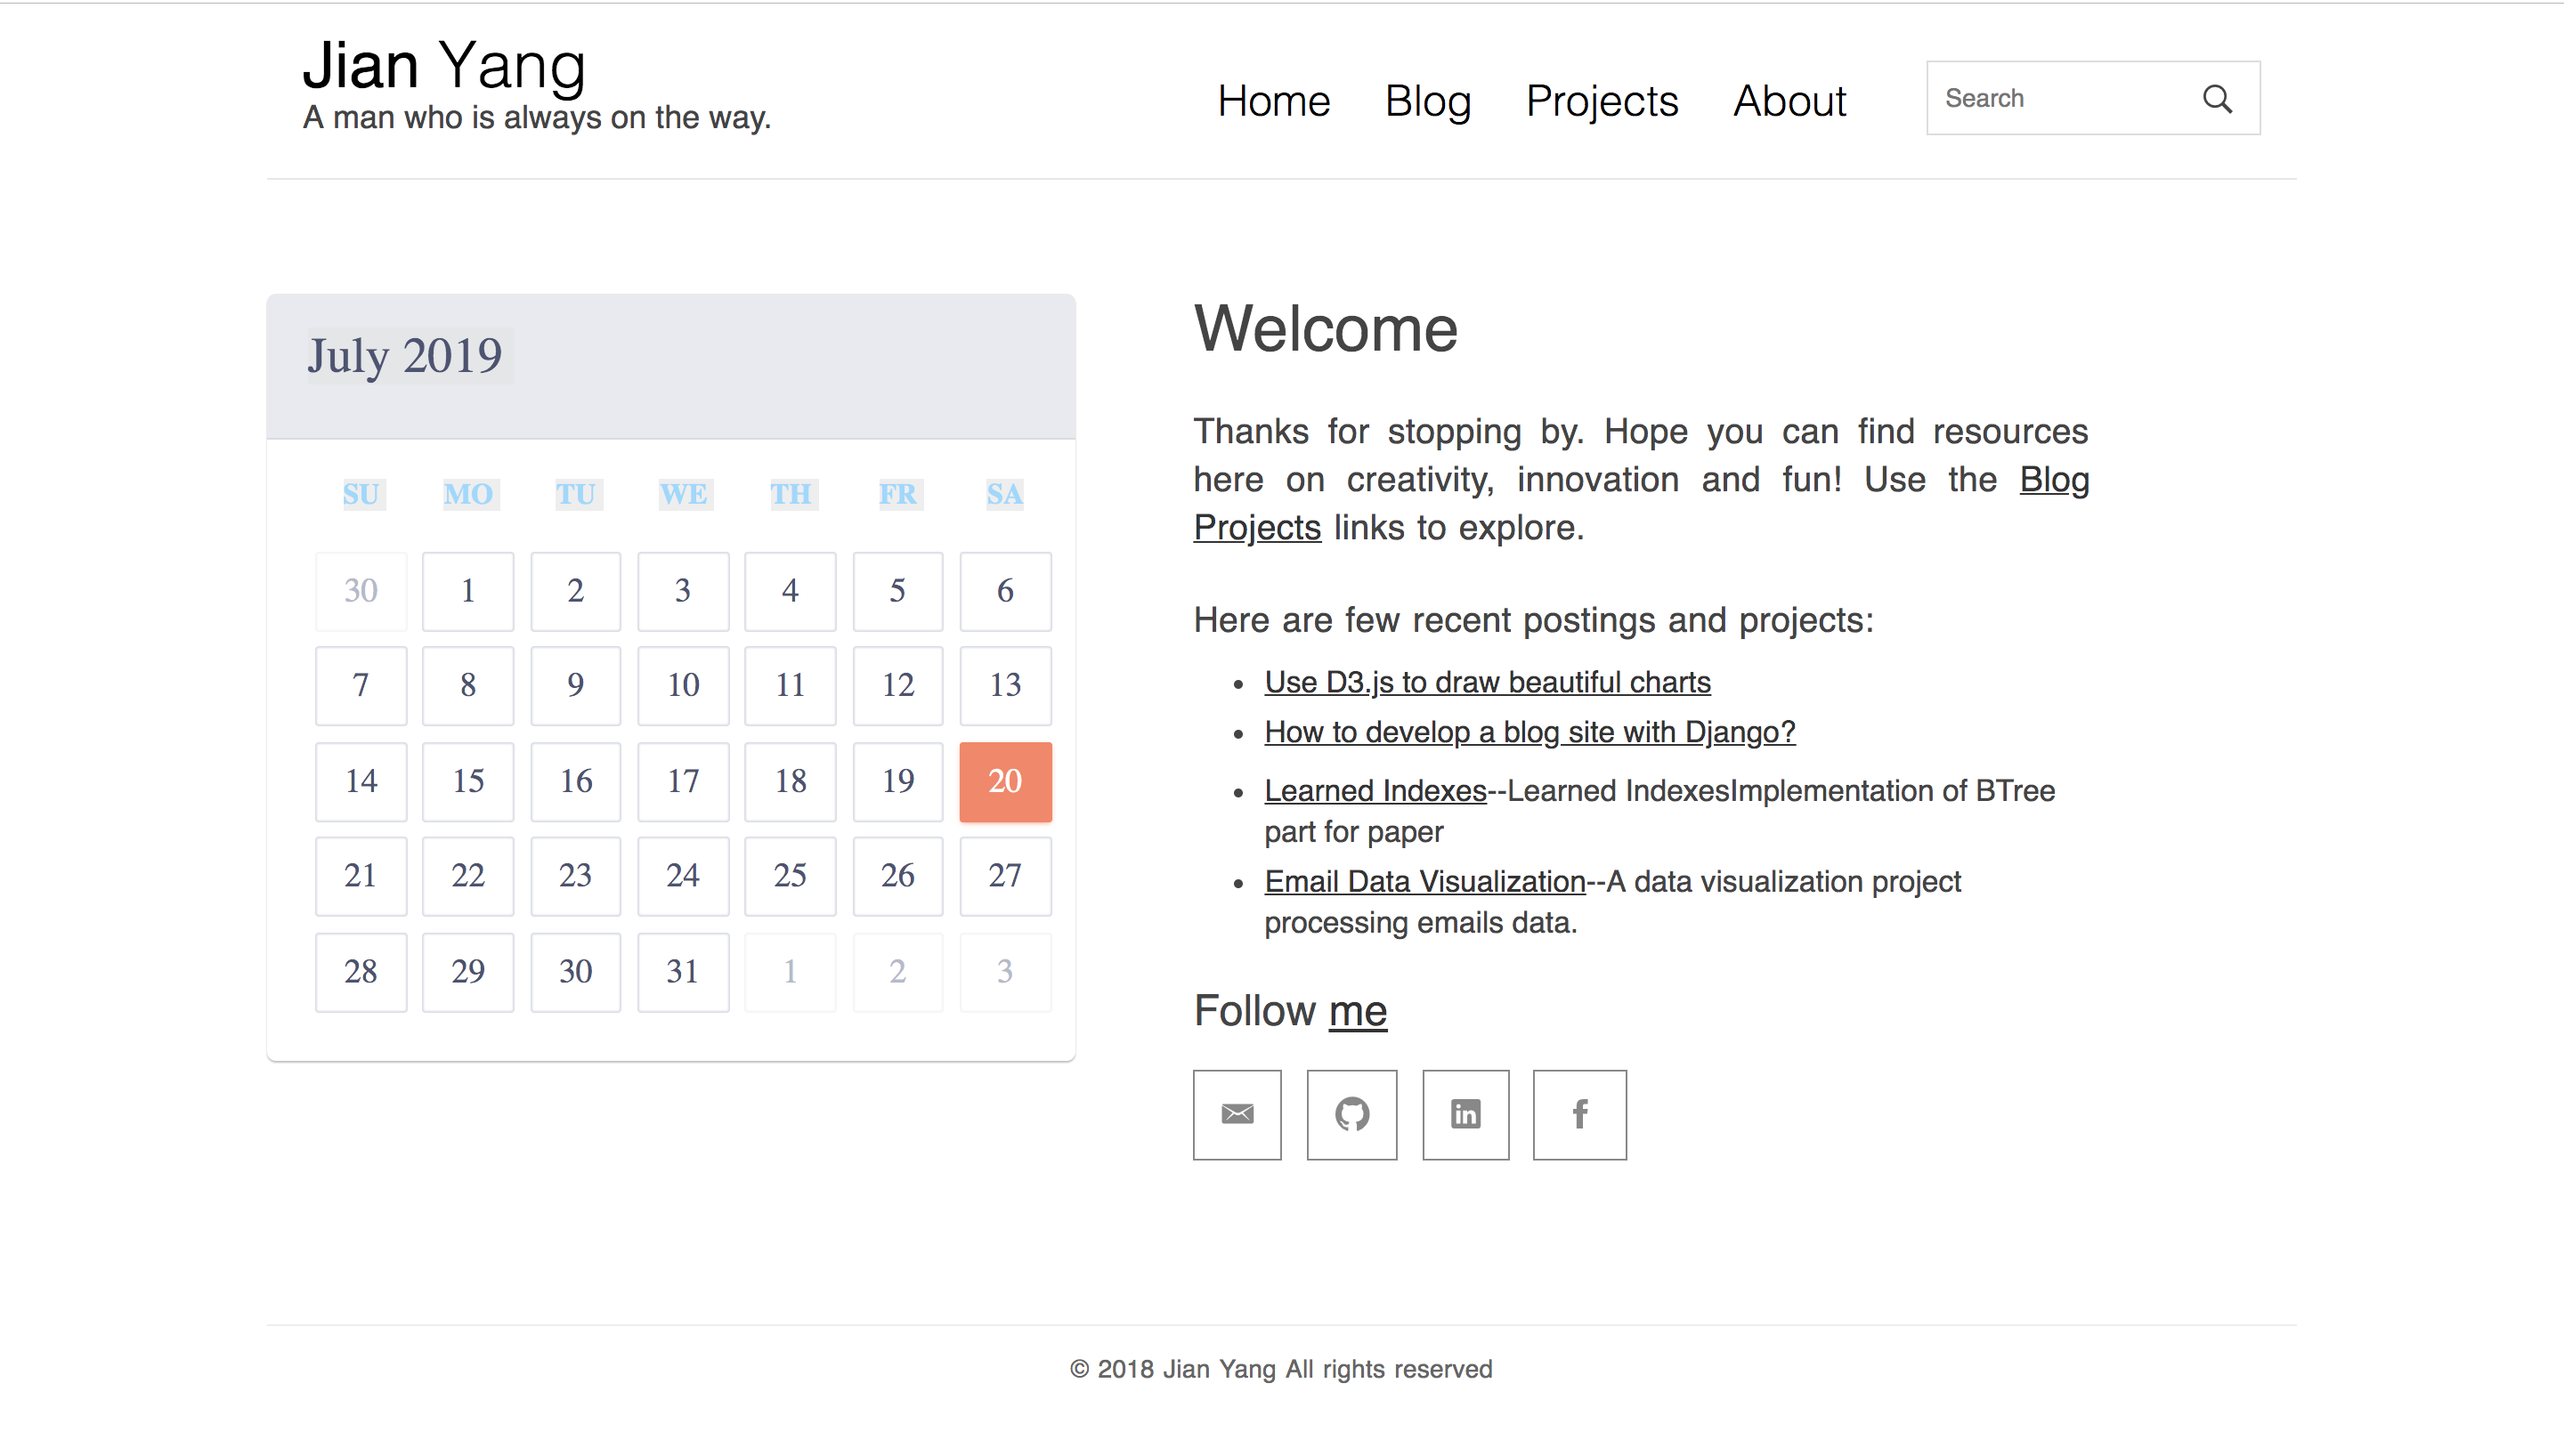 Jian Yang
A man who is always on the way.
Home Blog Projects About
Search
July 2019
SU MO TU WE TH FR SA
30 1 2 3 4 5 6
7 8 9 10 11 12 13
14 15 16 17 18 19 20
21 22 23 24 25 26 27
28 29 30 31 1 2 3
Welcome
Thanks for stopping by. Hope you can find resources
here on creativity, innovation and fun! Use the Blog
Projects links to explore.
Here are few recent postings and projects:
• Use D3.js to draw beautiful charts
• How to develop a blog site with Django?
• Learned Indexes--Learned IndexesImplementation of BTree
part for paper
• Email Data Visualization--A data visualization project
processing emails data.
Follow me
© 2018 Jian Yang All rights reserved